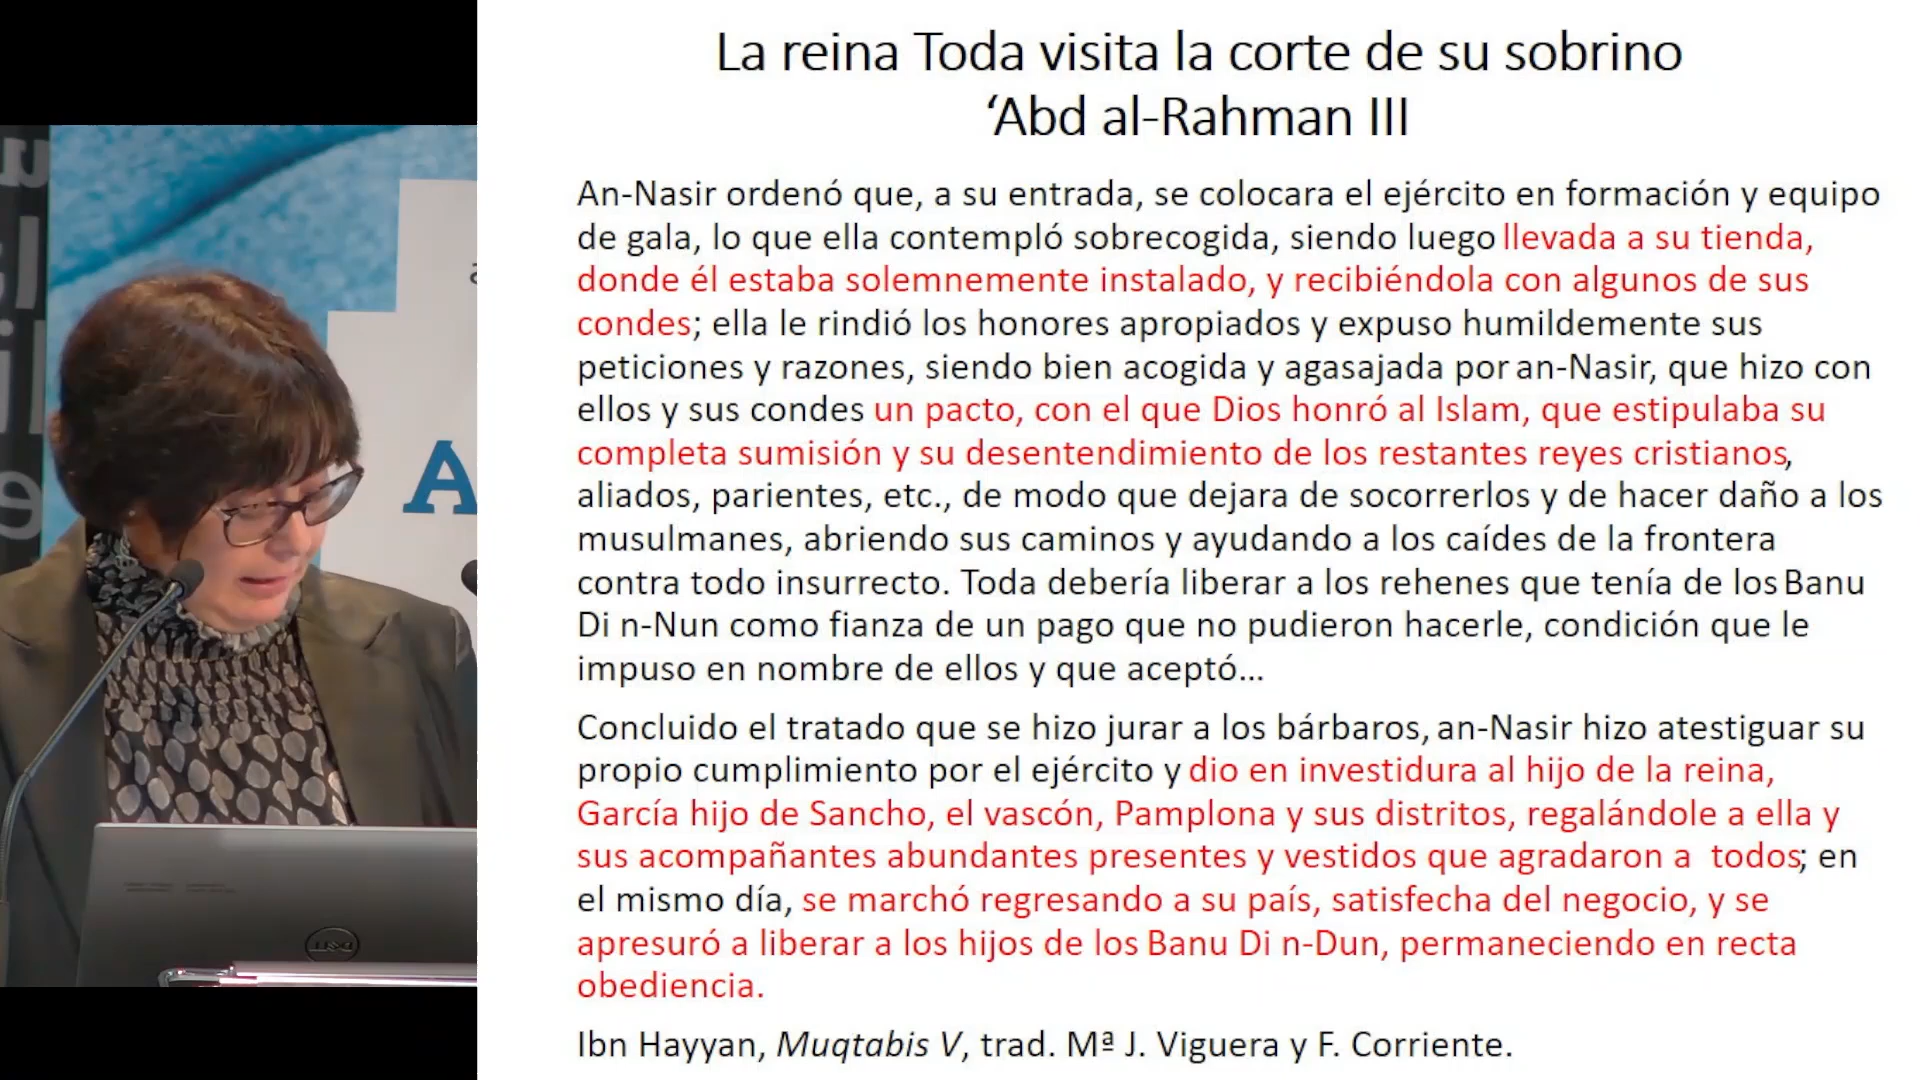 La reina Toda visita la corte de su sobrino
‘Abd al-Rahman III
An-Nasir ordenó que, a su entrada, se colocara el ejército en formación y equipo
de gala, lo que ella contempló sobrecogida, siendo luego llevada a su tienda,
donde él estaba solemnemente instalado, y recibiéndola con algunos de sus
condes; ella le rindió los honores apropiados y expuso humildemente sus
peticiones y razones, siendo bien acogida y agasajada por an-Nasir, que hizo con
ellos y sus condes un pacto, con el que Dios honró al Islam, que estipulaba su
completa sumisión y su desentendimiento de los restantes reyes cristianos,
aliados, parientes, etc., de modo que dejara de socorrerlos y de hacer daño a los
musulmanes, abriendo sus caminos y ayudando a los caídes de la frontera
contra todo insurrecto. Toda debería liberar a los rehenes que tenía de los Banu
Di n-Nun como fianza de un pago que no pudieron hacerle, condición que le
impuso en nombre de ellos y que aceptó...
Concluido el tratado que se hizo jurar a los bárbaros, an-Nasir hizo atestiguar su
propio cumplimiento por el ejército y dio en investidura al hijo de la reina,
García hijo de Sancho, el vascón, Pamplona y sus distritos, regalándole a ella y
sus acompañantes abundantes presentes y vestidos que agradaron a todos; en
el mismo día, se marchó regresando a su país, satisfecha del negocio, y se
apresuró a liberar a los hijos de los Banu Di n-Dun, permaneciendo en recta
obediencia.
Ibn Hayyan, Muqtabis V, trad. Mª J. Viguera y F. Corriente.
A
DELL